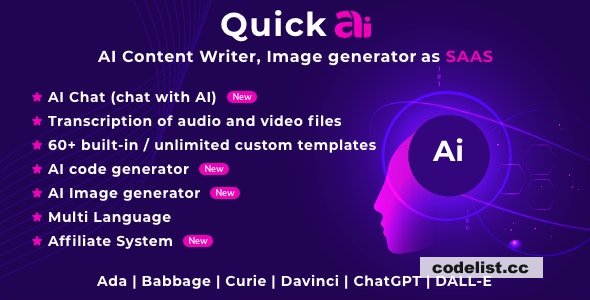 Quick ai
AI Content Writer, Image generator as SAAS
AI Chat (chat with AI) New
Transcription of audio and video files
60+ built-in / unlimited custom templates
AI code generator New
AI Image generator New
Multi Language
Affiliate System New
Ai
Ada | Babbage | Curie | Davinci | ChatGPT | DALL-E
codelist.cc